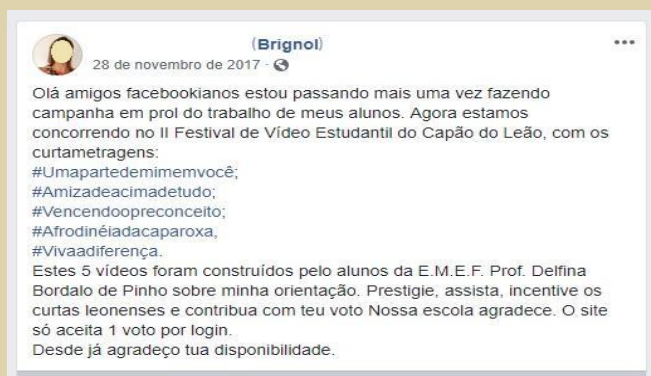 (Brignol)
28 de novembro de 2017 ·
Olá amigos facebookianos estou passando mais uma vez fazendo
campanha em prol do trabalho de meus alunos. Agora estamos
concorrendo no II Festival de Vídeo Estudantil do Capão do Leão, com os
curtametragens:
#Umapartedemimemvocê;
#Amizadeacimadetudo;
#Vencendoopreconceito;
#Afrodinéiadacaparoxa,
#Vivaadiferença.
Estes 5 vídeos foram construídos pelo alunos da E.M.E.F. Prof. Delfina
Bordalo de Pinho sobre minha orientação. Prestigie, assista, incentive os
curtas leonenses e contribua com teu voto Nossa escola agradece. O site
só aceita 1 voto por login.
Desde já agradeço tua disponibilidade.